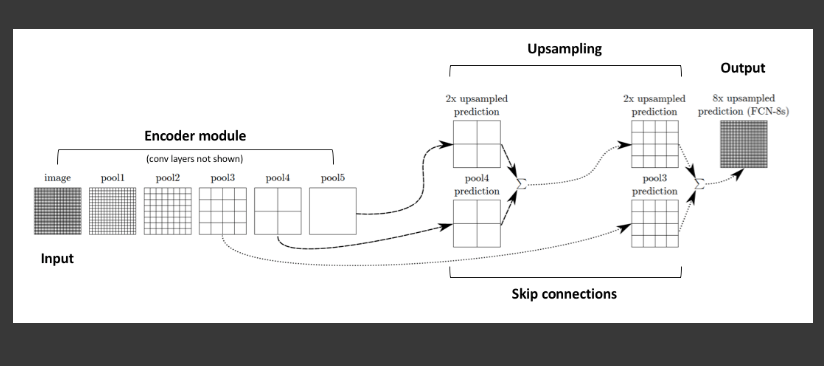 Upsampling
Output
2x upsampled
prediction
2x upsampled
prediction
8x upsampled
prediction (FCN-8s)
Encoder module
(conv layers not shown)
image pool1 pool2 pool3 pool4 pool5
pool4
prediction
Σ
pool3
prediction
Σ
Input
Skip connections